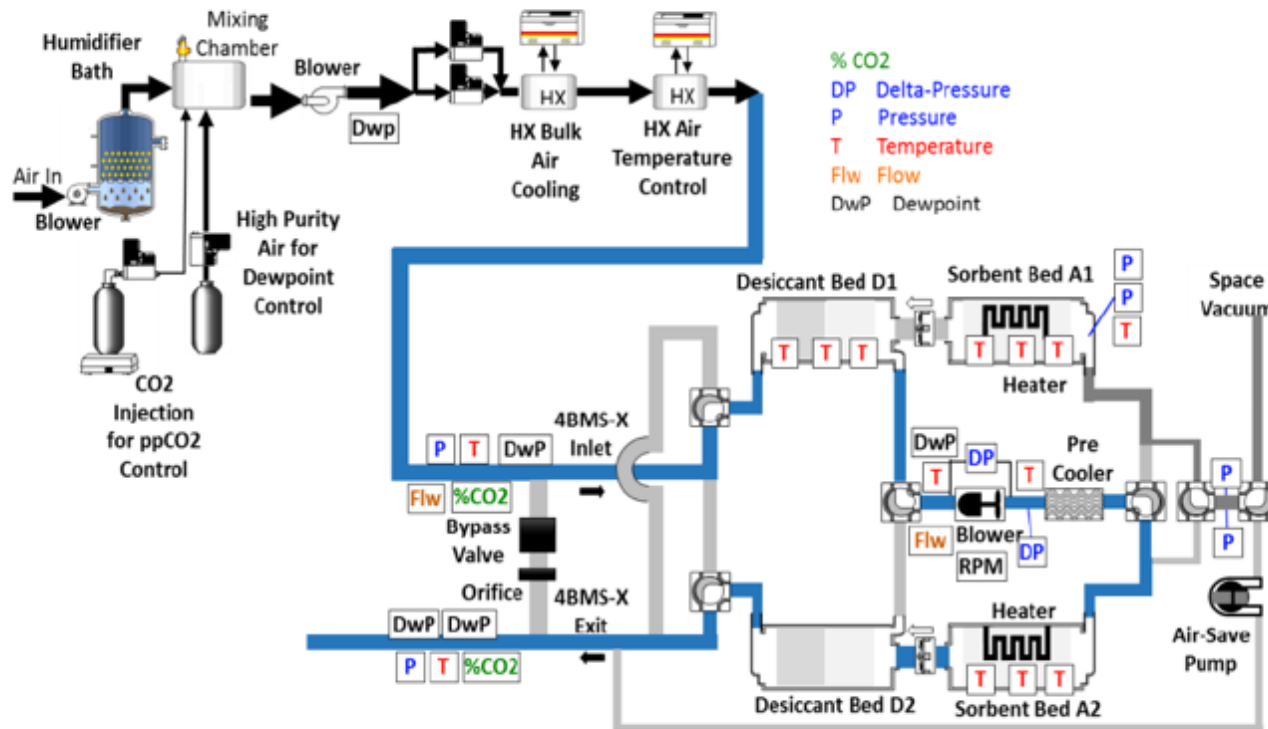 Mixing
Chamber
Humidifier
Bath
Blower
Dwp
HX
HX
HX Bulk
Air
Cooling
HX Air
Temperature
Control
Air In
Blower
High Purity
Air for
Dewpoint
Control
CO2
Injection
for ppCO2
Control
% CO2
DP Delta-Pressure
P Pressure
T Temperature
Flw Flow
DwP Dewpoint
Desiccant Bed D1
Sorbent Bed A1
P
P
T
Space
Vacuum
T T T
T T T
Heater
4BMS-X
Inlet
P T DwP
Flw %CO2
Bypass
Valve
Orifice
4BMS-X
Exit
DwP DwP
P T %CO2
DwP
T DP T
Pre
Cooler
Flw
Blower
DP
RPM
P
P
Heater
T T T
Air-Save
Pump
Desiccant Bed D2
Sorbent Bed A2